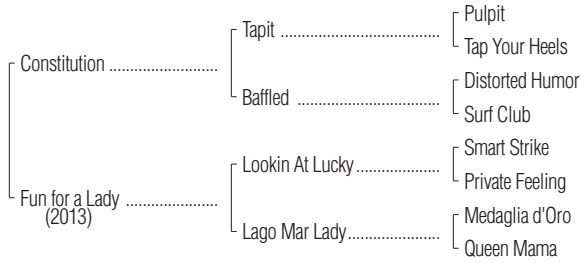 Pulpit
Tapit ................................
Tap Your Heels
Constitution ......................
Distorted Humor
Baffled .............................
Surf Club
Smart Strike
Lookin At Lucky .................
Private Feeling
Fun for a Lady ...................
(2013)
Medaglia d'Oro
Lago Mar Lady ..................
Queen Mama